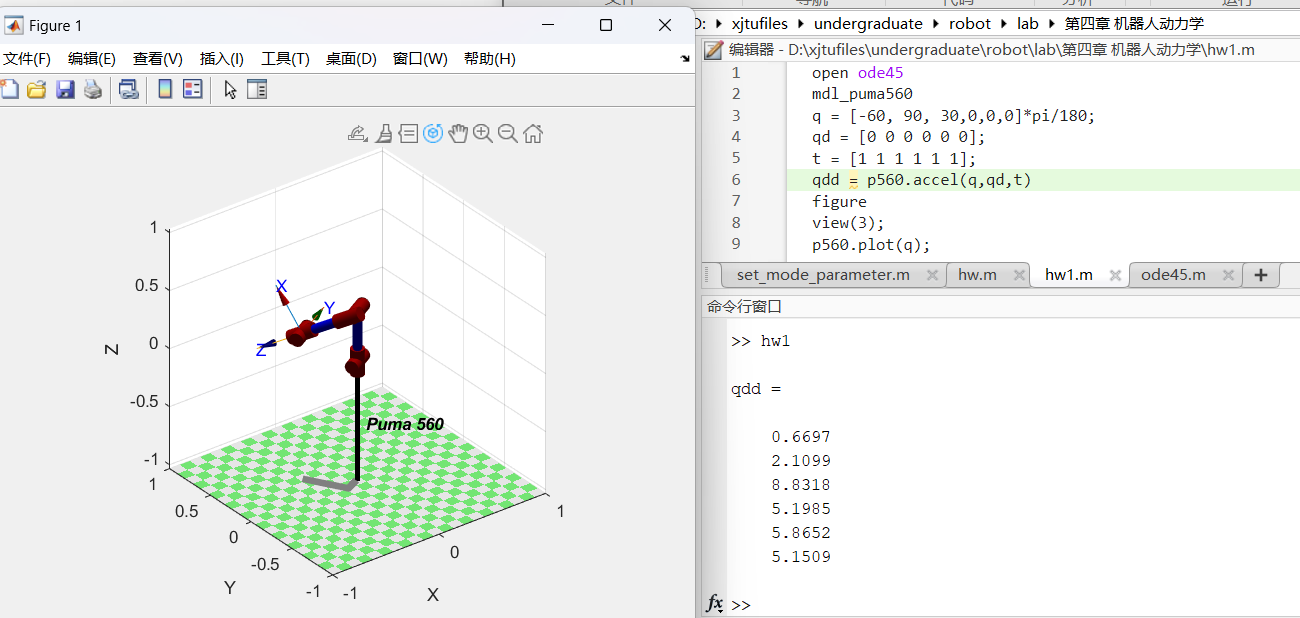 Figure 1
文件(F) 编辑(E) 查看(V) 插入(I) 工具(T) 桌面(D) 窗口(W) 帮助(H)
1
0.5
0
-0.5
-1
Z
X
Y
Z
Puma 560
1
0.5
0
-0.5
-1
Y
-1
0
1
X
D: xjtufiles undergraduate robot lab 第四章 机器人动力学
编辑器 - D:\xjtufiles\undergraduate\robot\lab\第四章 机器人动力学\hw1.m
1 open ode45
2 mdl_puma560
3 q = [-60, 90, 30,0,0,0]*pi/180;
4 qd = [0 0 0 0 0 0];
5 t = [1 1 1 1 1 1];
6 qdd = p560.accel(q,qd,t)
7 figure
8 view(3);
9 p560.plot(q);
set_mode_parameter.m hw.m hw1.m ode45.m
命令行窗口
>> hw1
qdd =
0.6697
2.1099
8.8318
5.1985
5.8652
5.1509
fx >>